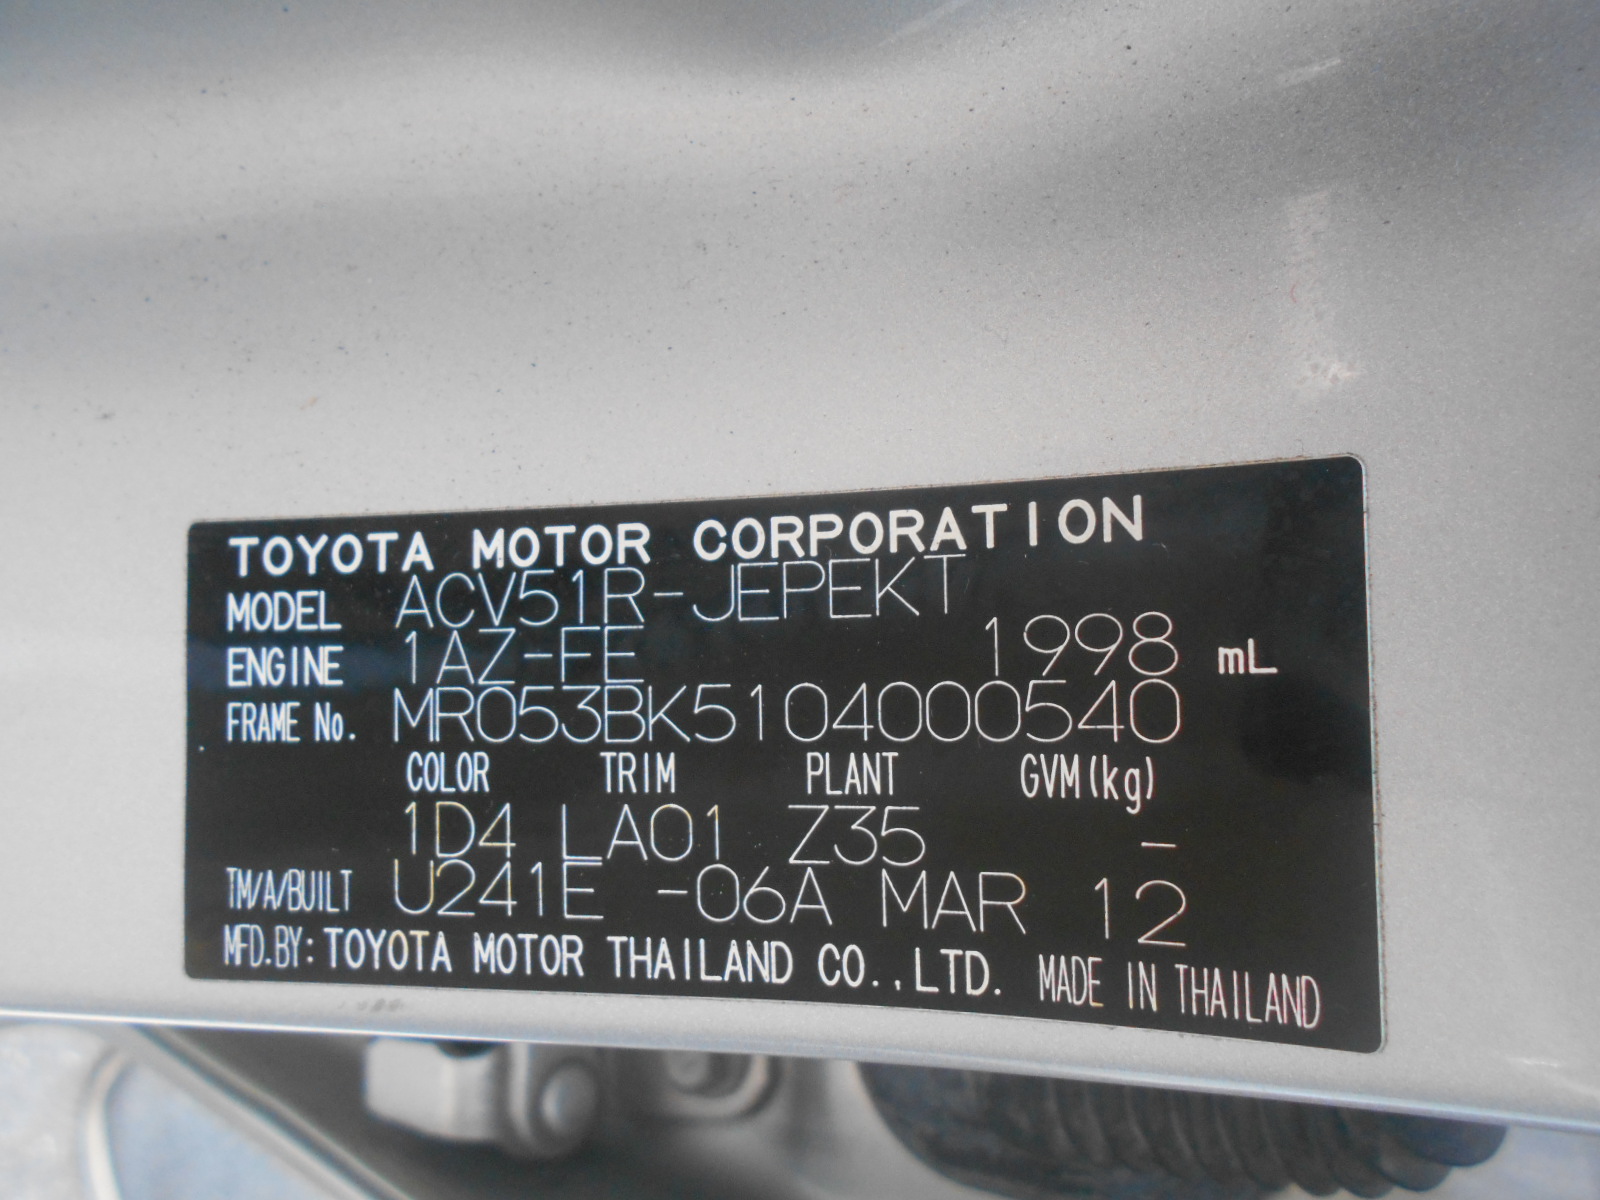 TOYOTA MOTOR CORPORATION
MODEL ACV51R-JEPEKT
ENGINE 1AZ-FE 1998 mL
FRAME No. MR053BK5104000540
COLOR TRIM PLANT GVM(kg)
1D4 LA01 Z35 -
TM/A/BUILT U241E -06A MAR 12
MFD.BY: TOYOTA MOTOR THAILAND CO.,LTD. MADE IN THAILAND